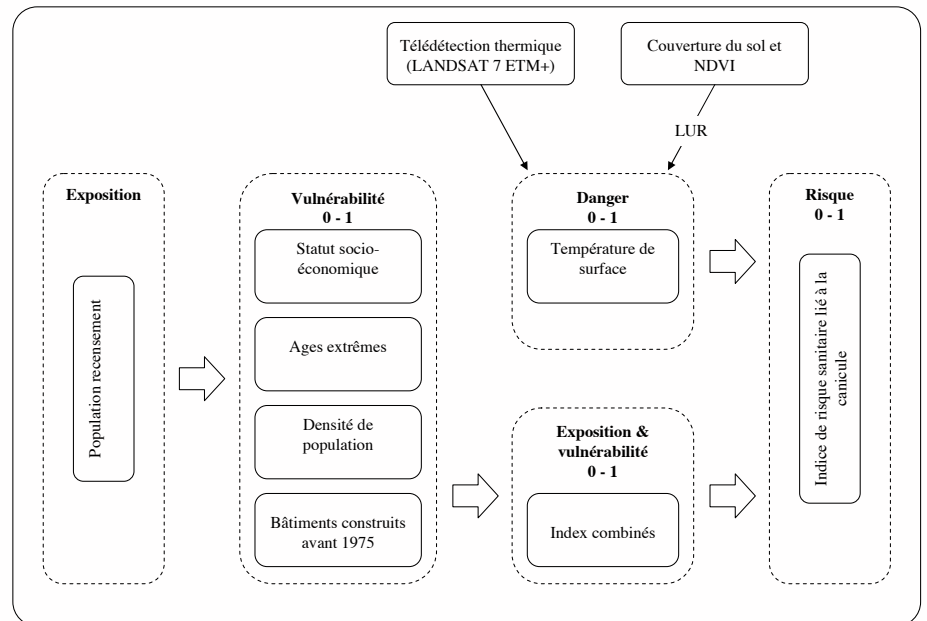 Télédétection thermique
(LANDSAT 7 ETM+)
Couverture du sol et
NDVI
LUR
Exposition
Population recensement
Vulnérabilité
0 - 1
Statut socio-
économique
Ages extrêmes
Densité de
population
Bâtiments construits
avant 1975
Danger
0 - 1
Température de
surface
Exposition &
vulnérabilité
0 - 1
Index combinés
Risque
0 - 1
Indice de risque sanitaire lié à la
canicule